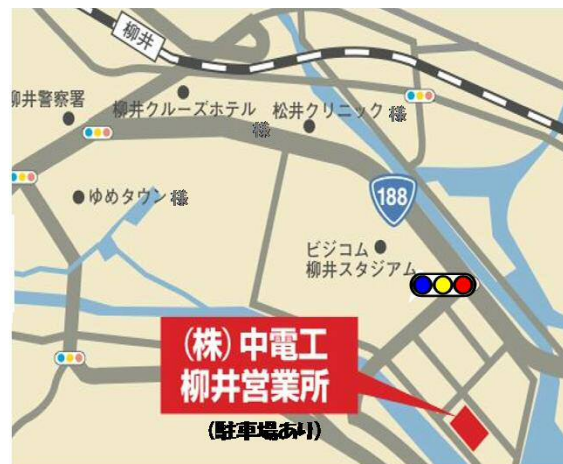 柳井
柳井警察署
柳井クルーズホテル 様
松井クリニック 様
ゆめタウン 様
188
ビジコム
柳井スタジアム
(株)中電工
柳井営業所
(駐車場あり)